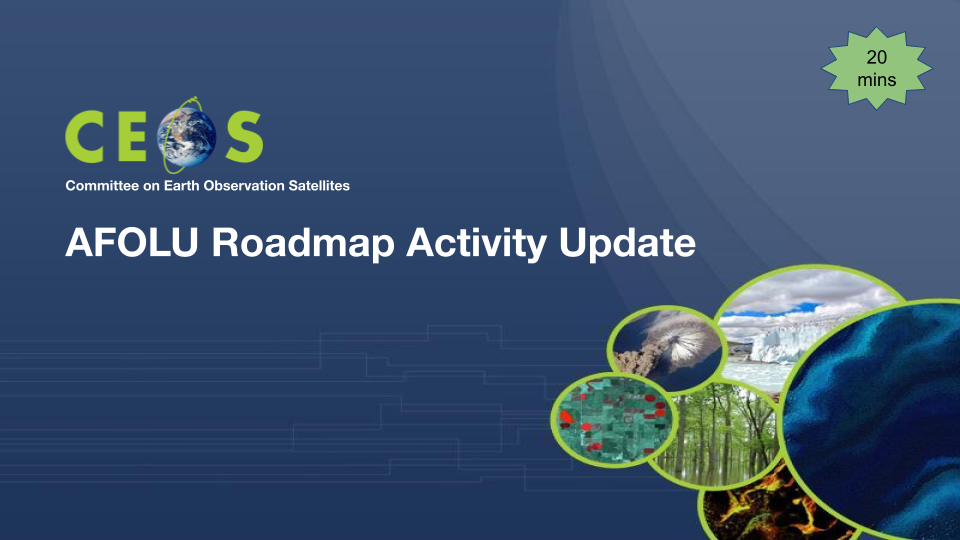 20
mins
CEOS
Committee on Earth Observation Satellites
AFOLU Roadmap Activity Update